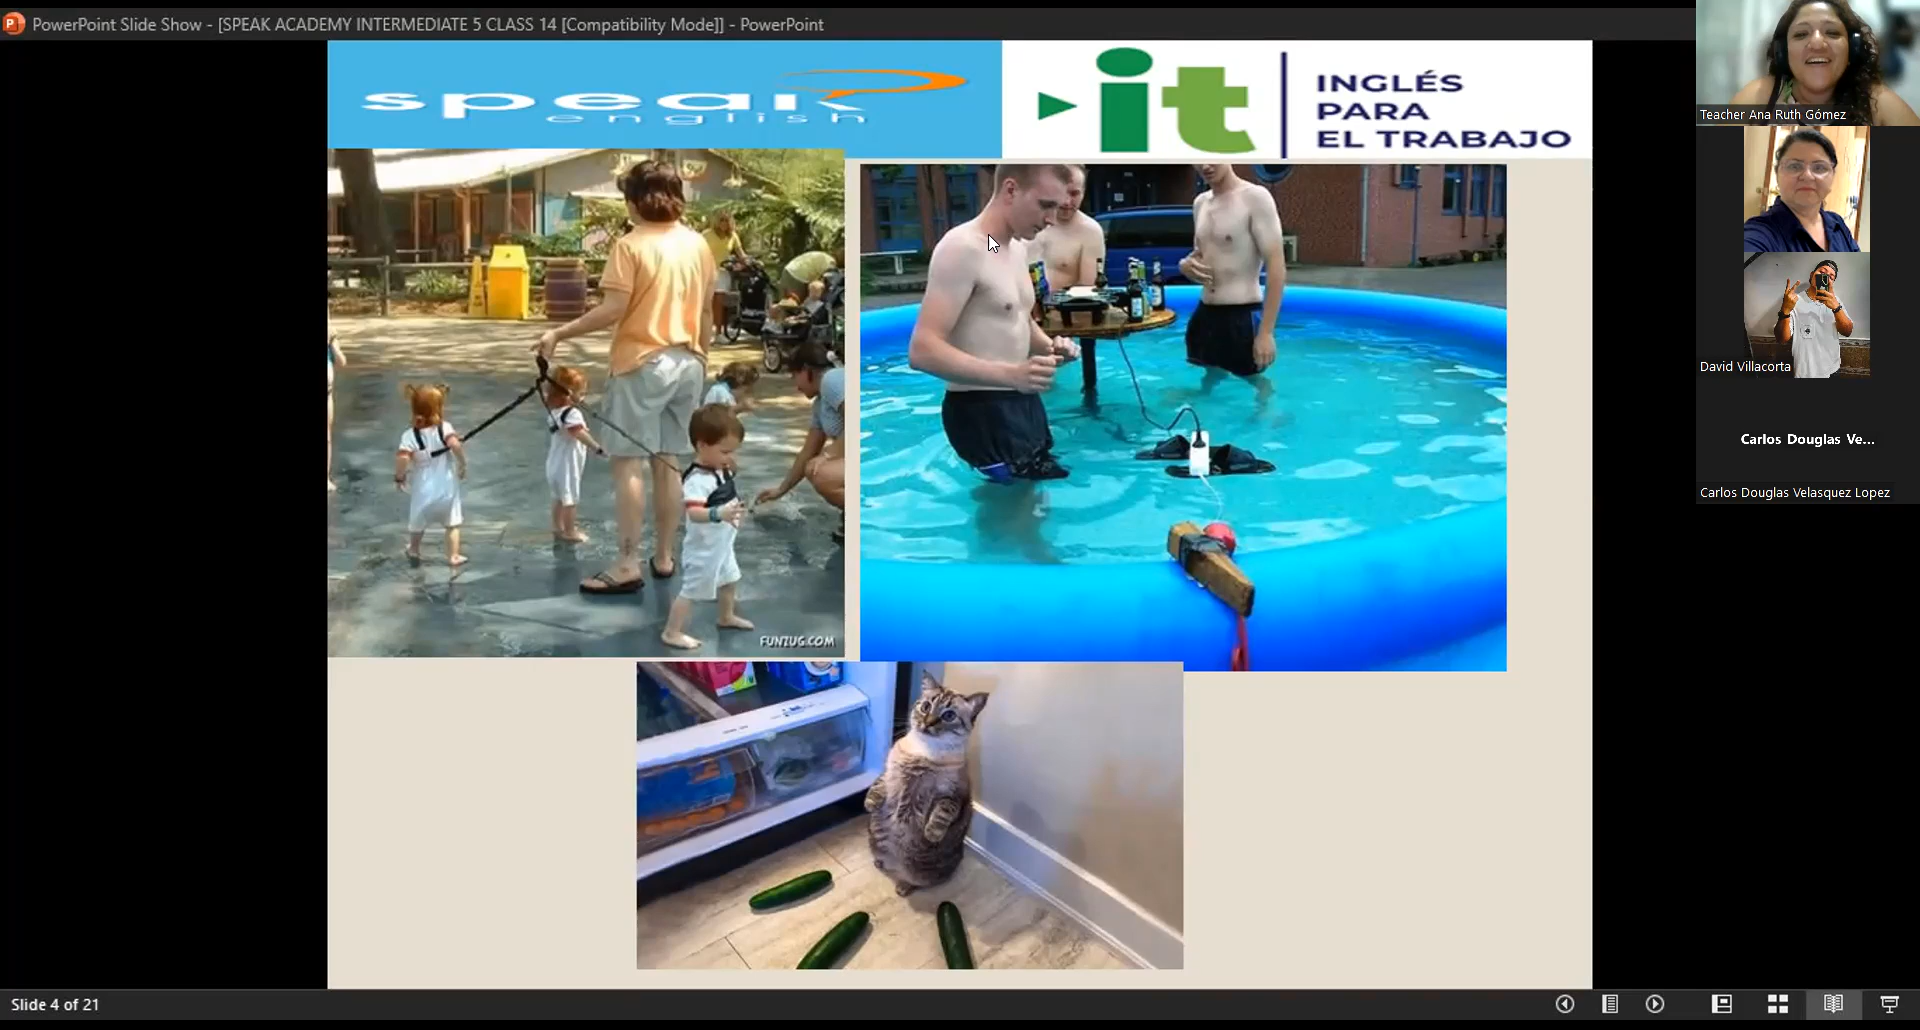 PowerPoint Slide Show - [SPEAK ACADEMY INTERMEDIATE 5 CLASS 14 [Compatibility Mode]] - PowerPoint
speak
english
it
INGLÉS
PARA
EL TRABAJO
FUNZUG.COM
Teacher Ana Ruth Gómez
David Villacorta
Carlos Douglas Ve...
Carlos Douglas Velasquez Lopez
Slide 4 of 21